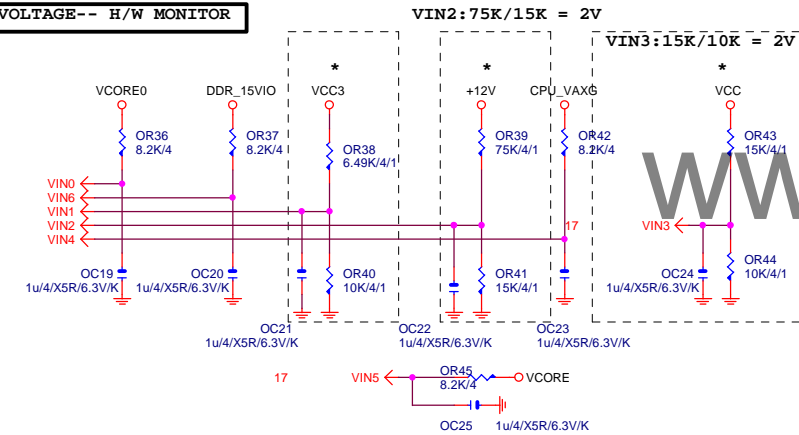 VOLTAGE-- H/W MONITOR
VIN2:75K/15K = 2V
VIN3:15K/10K = 2V
*
*
*
VCORE0
DDR_15VIO
VCC3
+12V
CPU_VAXG
VCC
OR36
8.2K/4
OR37
8.2K/4
OR38
6.49K/4/1
OR39
75K/4/1
OR42
8.2K/4
OR43
15K/4/1
WW
VIN0
VIN6
VIN1
VIN2
VIN4
17
VIN3
OC19
1u/4/X5R/6.3V/K
OC20
1u/4/X5R/6.3V/K
OR40
10K/4/1
OR41
15K/4/1
OC24
1u/4/X5R/6.3V/K
OR44
10K/4/1
OC21
1u/4/X5R/6.3V/K
OC22
1u/4/X5R/6.3V/K
OC23
1u/4/X5R/6.3V/K
17
VIN5
OR45
8.2K/4
VCORE
OC25
1u/4/X5R/6.3V/K